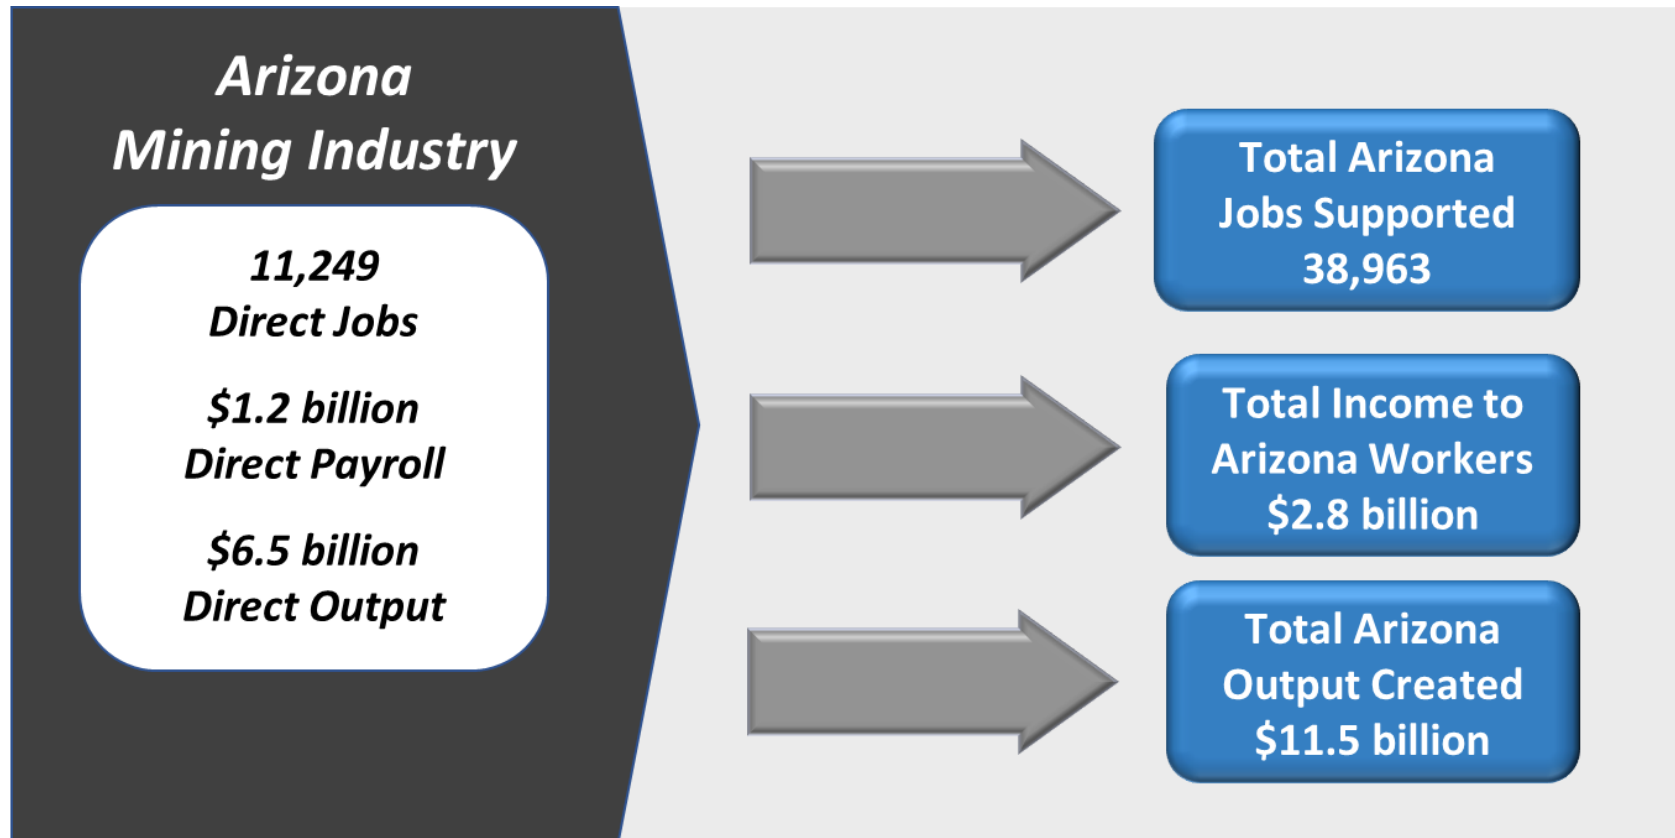 Arizona
Mining Industry
11,249
Direct Jobs
$1.2 billion
Direct Payroll
$6.5 billion
Direct Output
Total Arizona
Jobs Supported
38,963
Total Income to
Arizona Workers
$2.8 billion
Total Arizona
Output Created
$11.5 billion